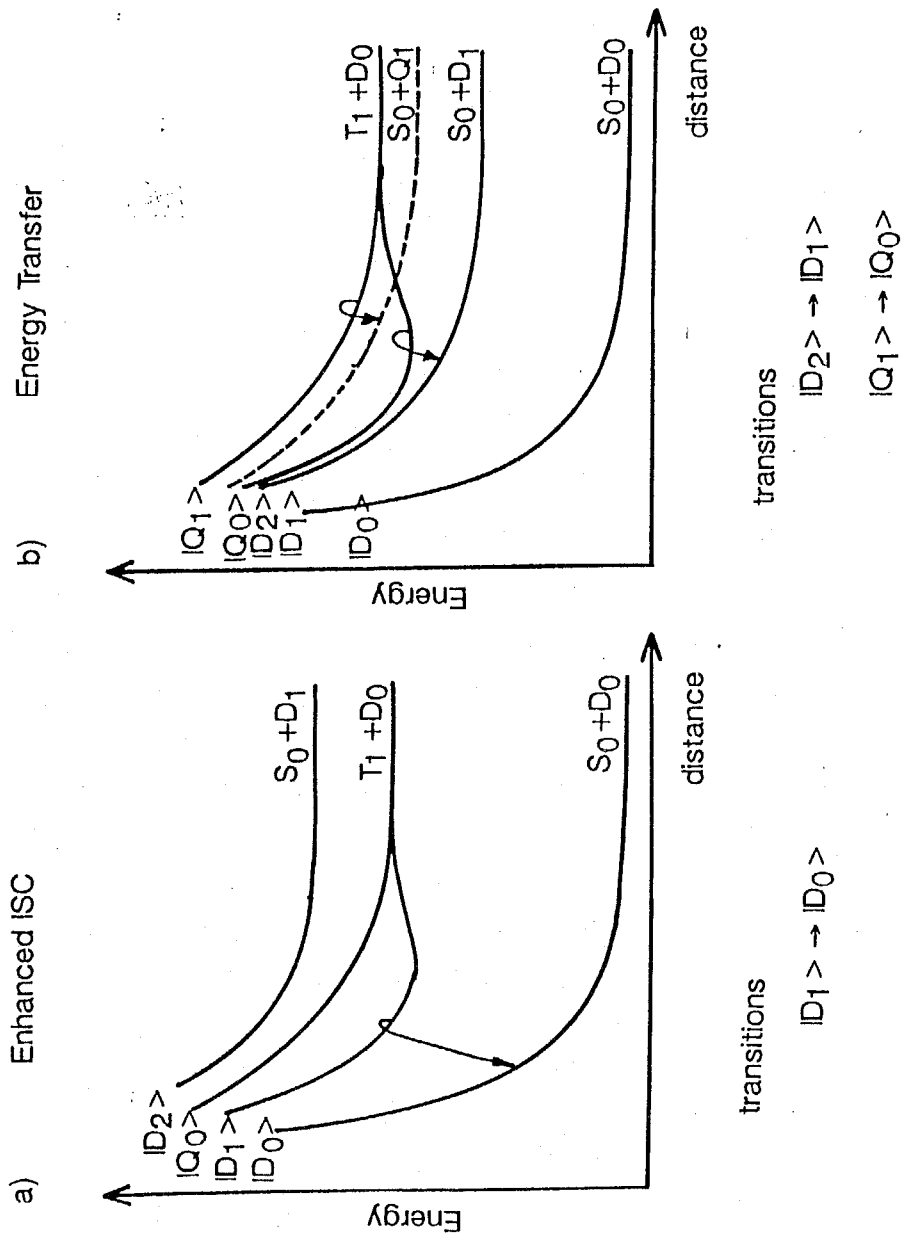 a) Enhanced ISC
Energy
|D2>
|Q0>
|D1>
|D0>
S0+D1
T1+D0
S0+D0
distance
transitions
|D1> → |D0>
b) Energy Transfer
Energy
|Q1>
|Q0>
|D2>
|D1>
|D0>
T1+D0
S0+Q1
S0+D1
S0+D0
distance
transitions
|D2> → |D1>
|Q1> → |Q0>